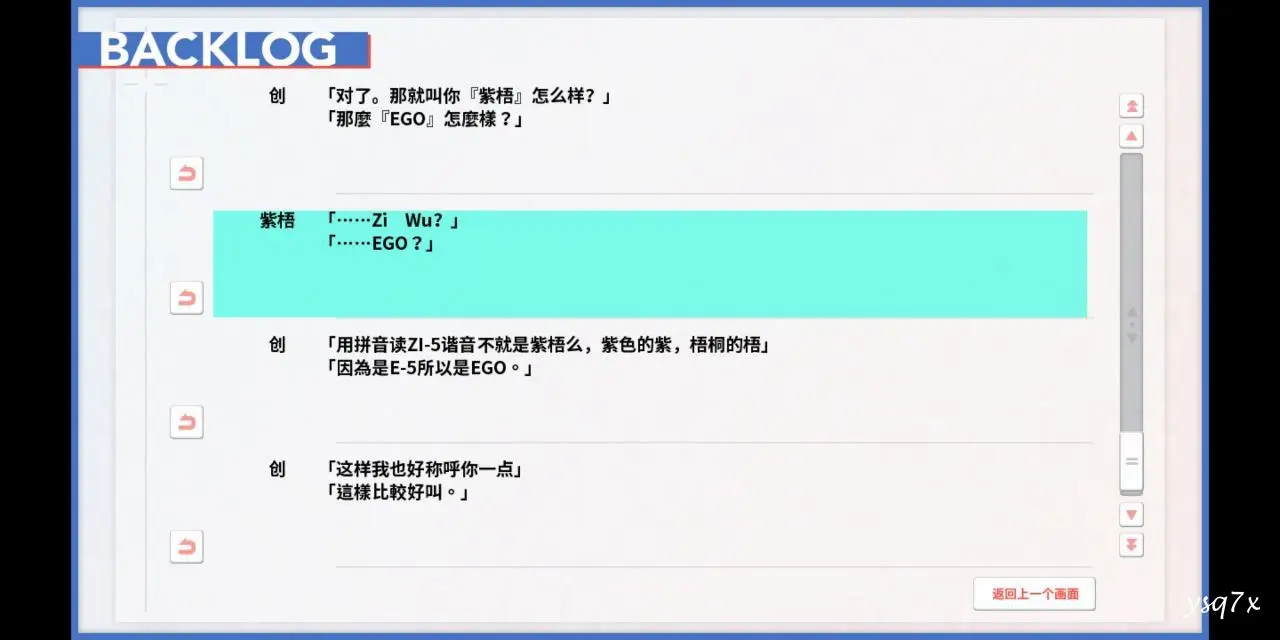 BACKLOG
创 「对了。那就叫你『紫梧』怎么样？」
「那麼『EGO』怎麼樣？」
紫梧 「……Zi　Wu？」
「……EGO？」
创 「用拼音读ZI-5谐音不就是紫梧么，紫色的紫，梧桐的梧」
「因為是E-5所以是EGO。」
创 「这样我也好称呼你一点」
「這樣比較好叫。」
返回上一个画面
ysq7x